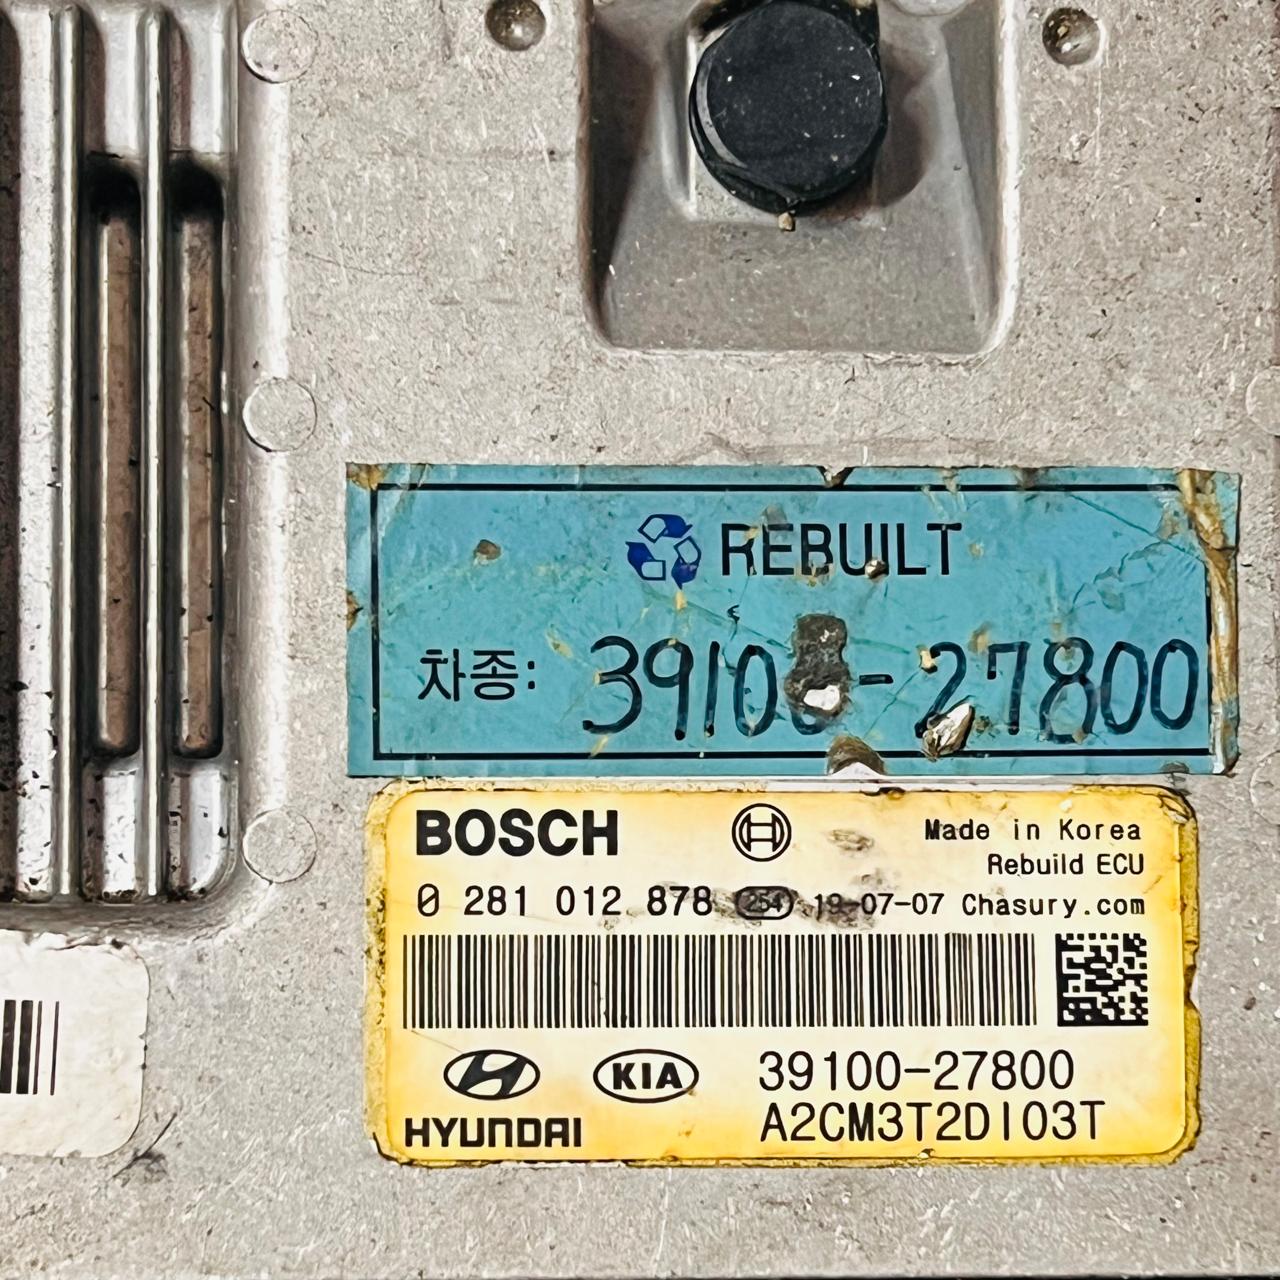 REBUILT
차종: 39100-27800
BOSCH
Made in Korea
Rebuild ECU
0 281 012 878 254 19-07-07 Chasury.com
KIA 39100-27800
HYUNDAI A2CM3T2DI03T